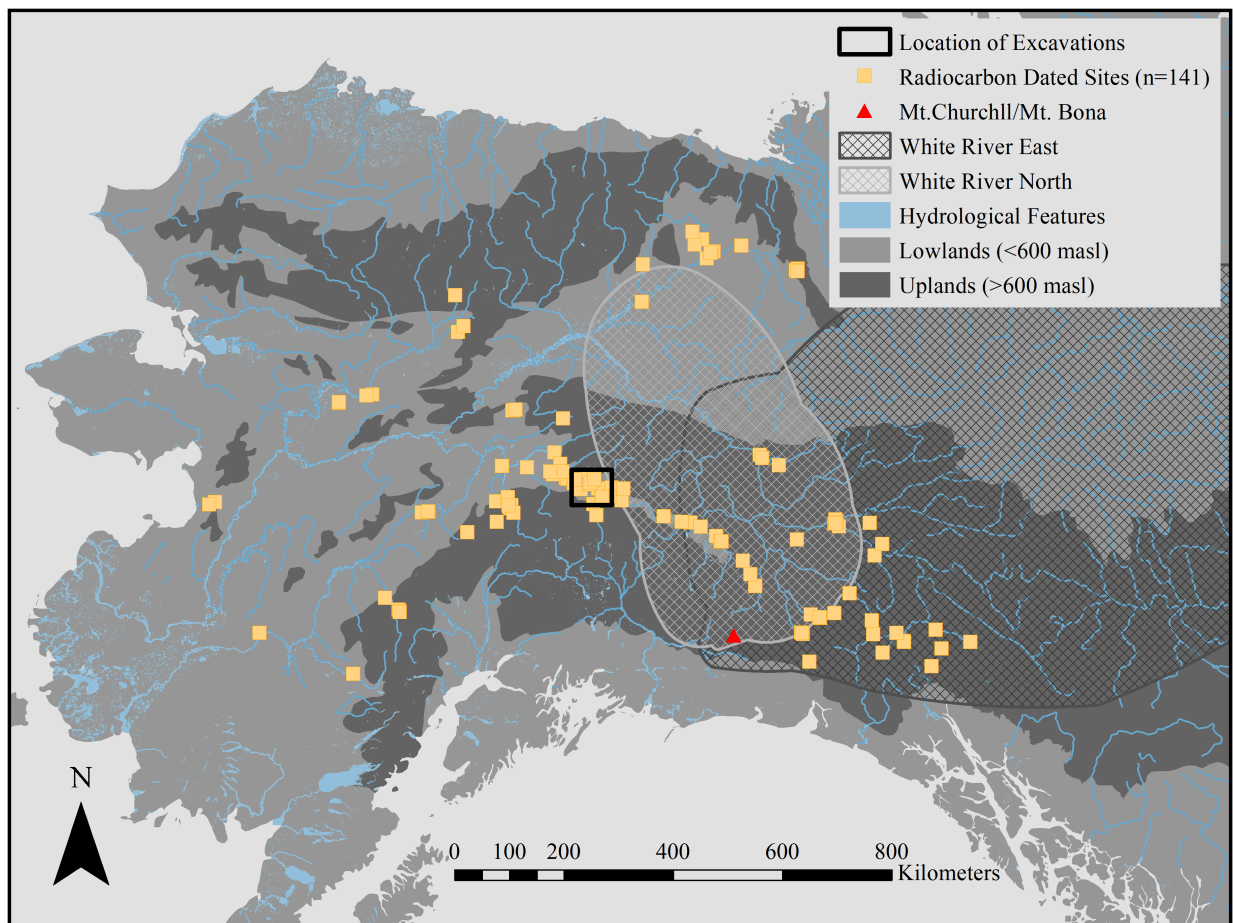 Location of Excavations
Radiocarbon Dated Sites (n=141)
Mt.Churchll/Mt. Bona
White River East
White River North
Hydrological Features
Lowlands (<600 masl)
Uplands (>600 masl)
N
0 100 200 400 600 800
Kilometers